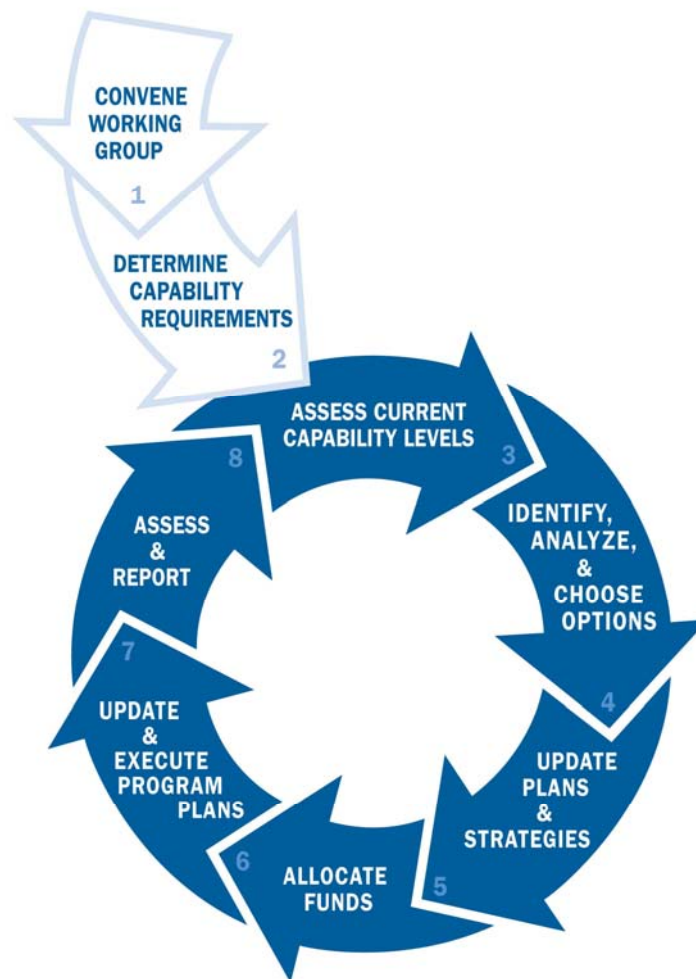 CONVENE
WORKING
GROUP
1
DETERMINE
CAPABILITY
REQUIREMENTS
2
ASSESS CURRENT
CAPABILITY LEVELS
3
IDENTIFY,
ANALYZE,
&
CHOOSE
OPTIONS
4
UPDATE
PLANS
&
STRATEGIES
5
ALLOCATE
FUNDS
6
UPDATE
&
EXECUTE
PROGRAM
PLANS
7
ASSESS
&
REPORT
8